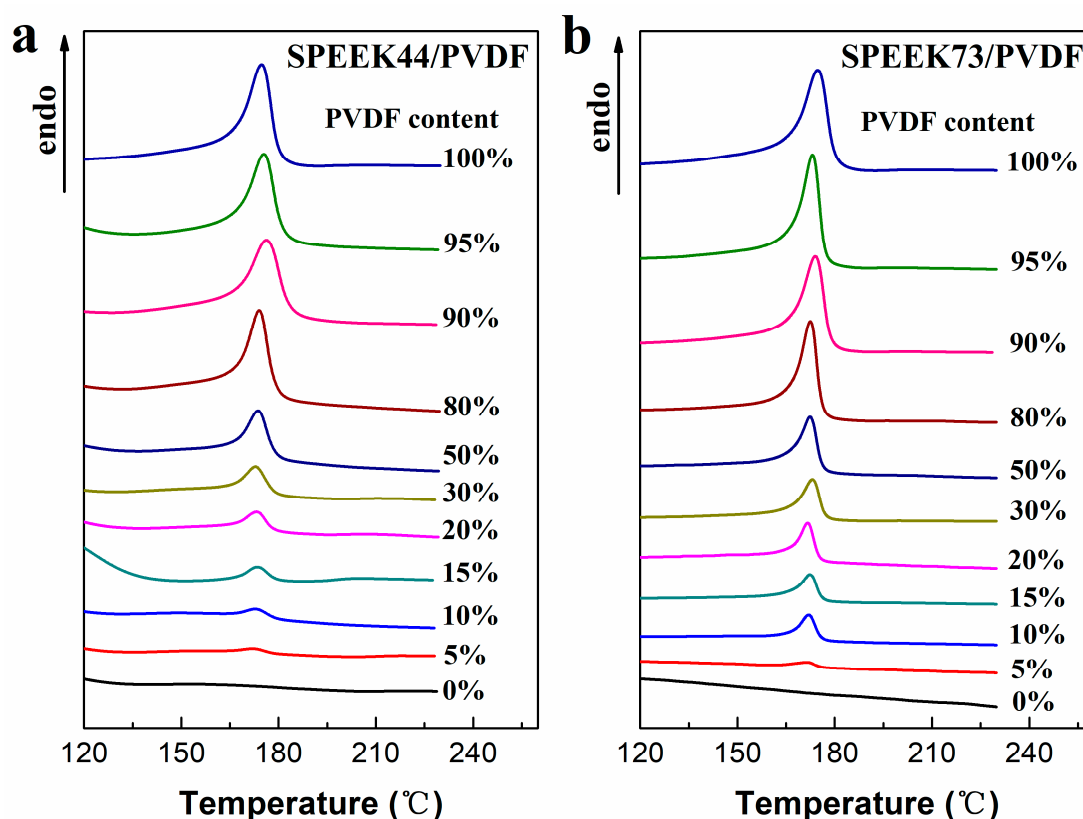 a
endo
SPEEK44/PVDF
PVDF content
100%
95%
90%
80%
50%
30%
20%
15%
10%
5%
0%
120 150 180 210 240
Temperature (℃)
b
endo
SPEEK73/PVDF
PVDF content
100%
95%
90%
80%
50%
30%
20%
15%
10%
5%
0%
120 150 180 210 240
Temperature (℃)